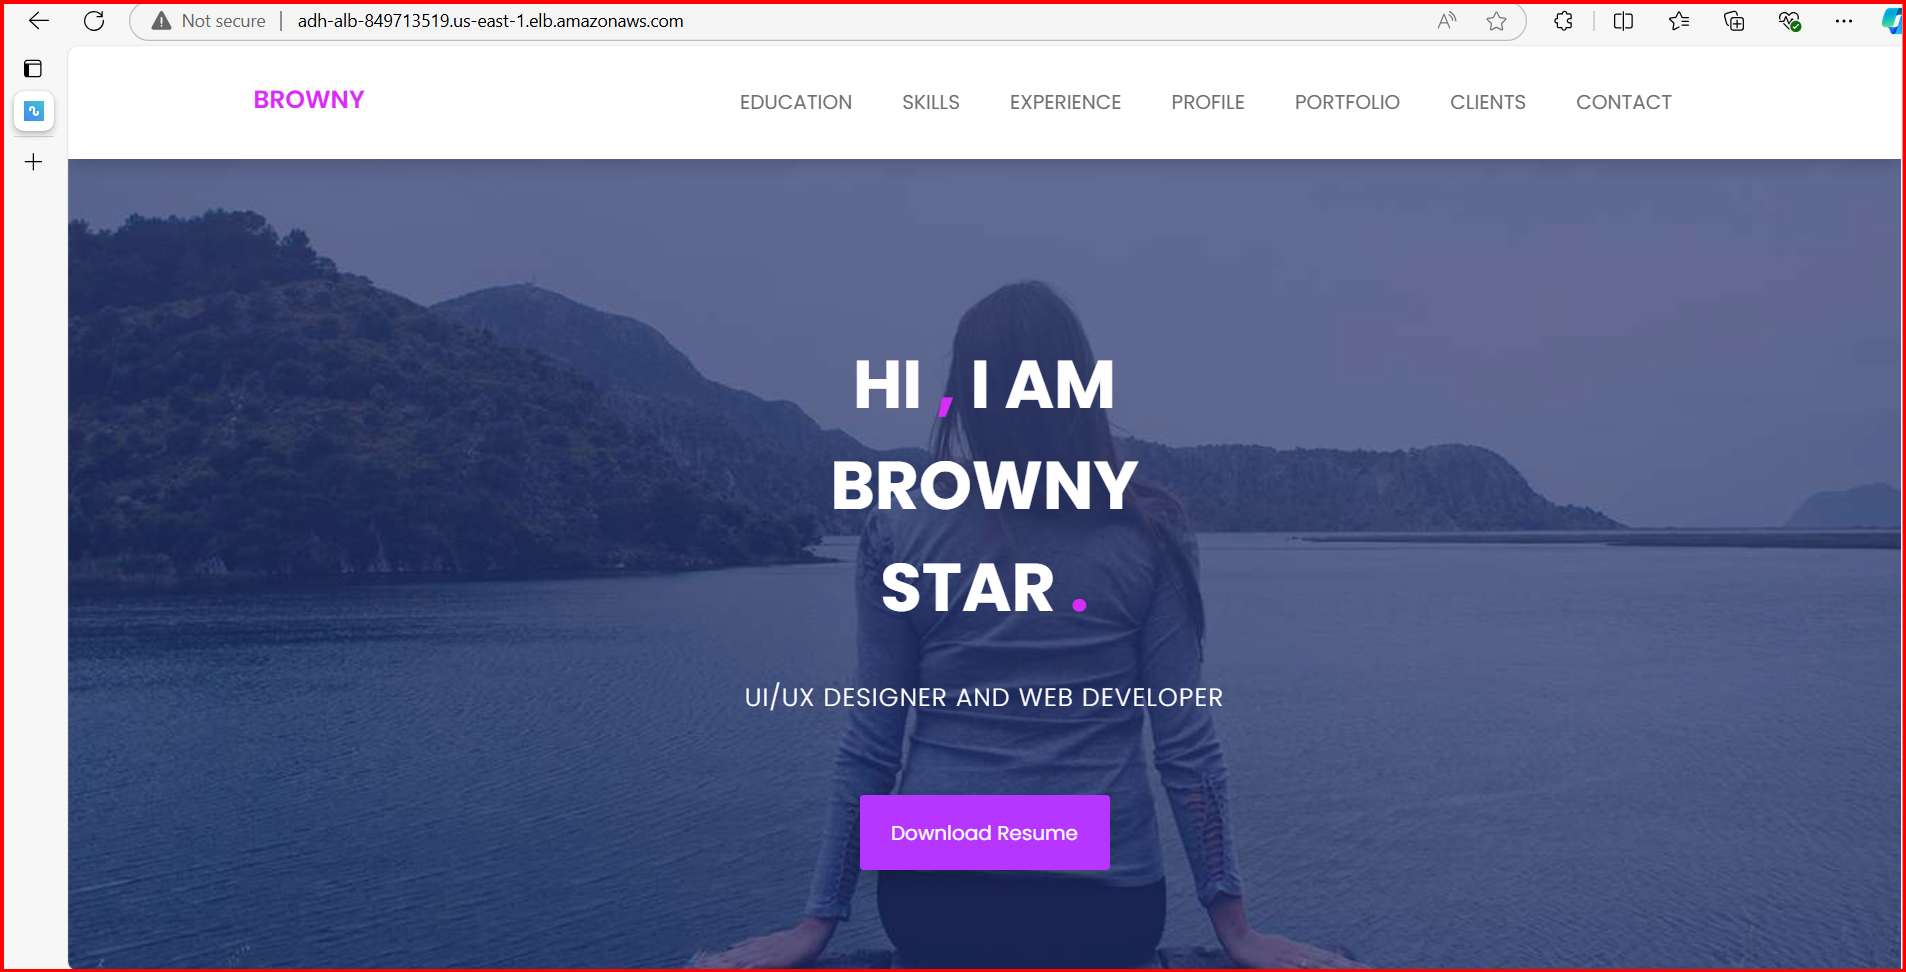 Not secure | adh-alb-849713519.us-east-1.elb.amazonaws.com
BROWNY EDUCATION SKILLS EXPERIENCE PROFILE PORTFOLIO CLIENTS CONTACT
HI , I AM
BROWNY
STAR .
UI/UX DESIGNER AND WEB DEVELOPER
Download Resume